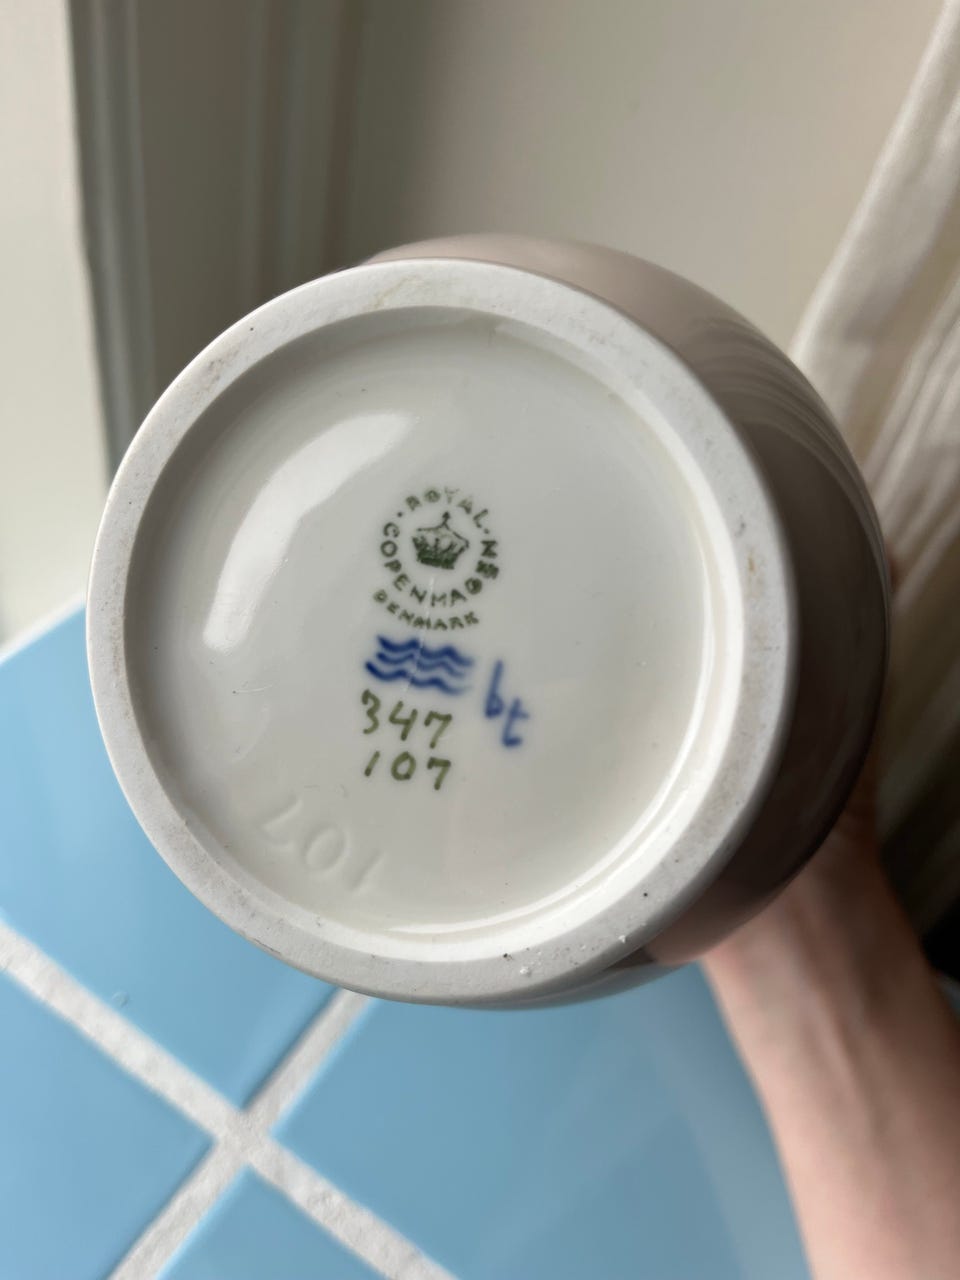 ROYAL
COPENHAGEN
DENMARK
bt
347
107
107